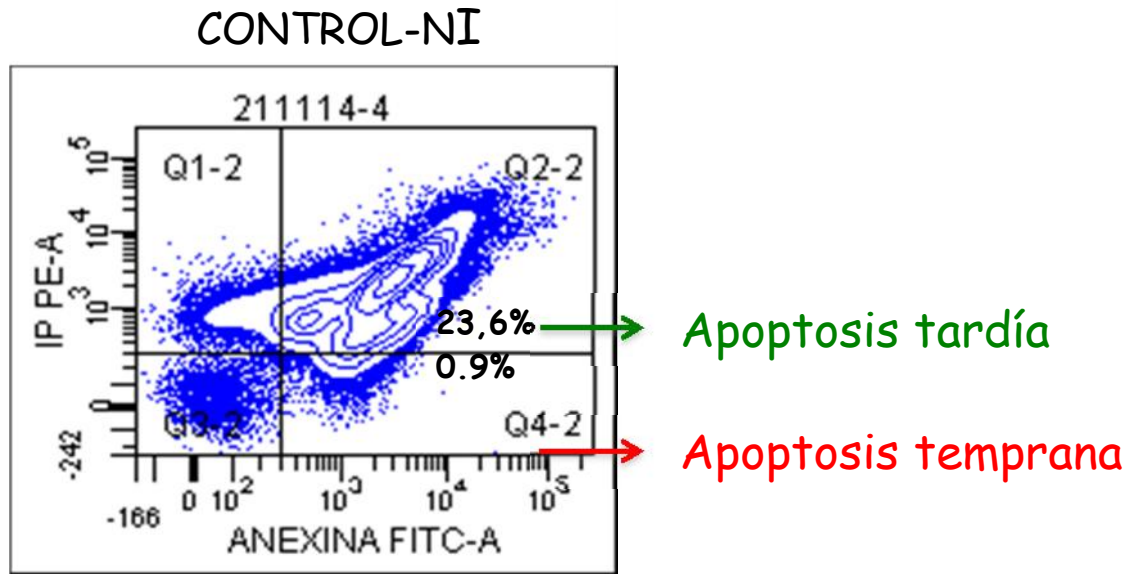 CONTROL-NI
211114-4
Q1-2
Q2-2
10^5
10^4
10^3
0
-242
IP PE-A
23,6%
Apoptosis tardía
0.9%
Q3-2
Q4-2
Apoptosis temprana
-166
0 10^2 10^3 10^4 10^5
ANEXINA FITC-A